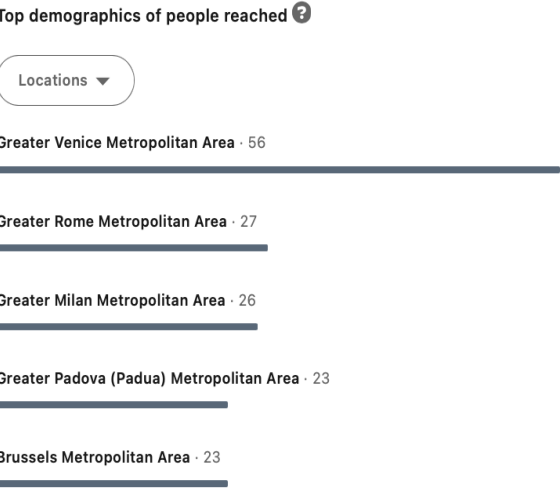 Top demographics of people reached ?
Locations
Greater Venice Metropolitan Area · 56
Greater Rome Metropolitan Area · 27
Greater Milan Metropolitan Area · 26
Greater Padova (Padua) Metropolitan Area · 23
Brussels Metropolitan Area · 23